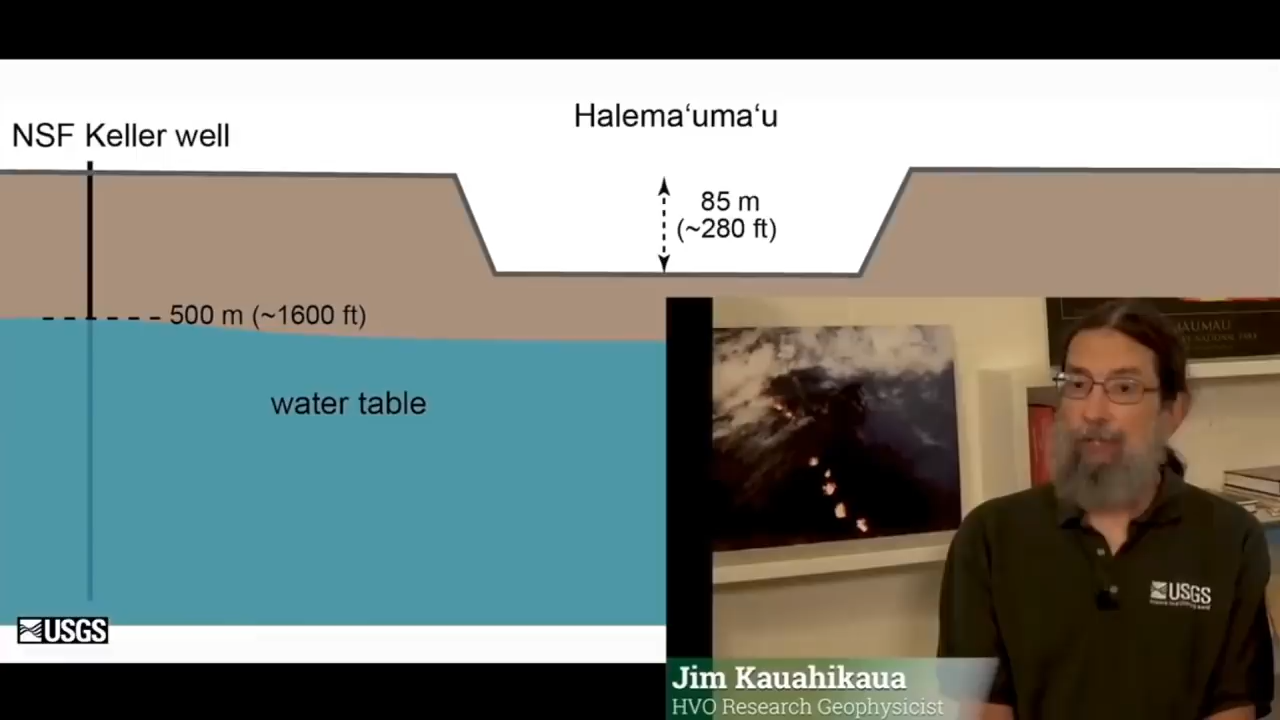 Halemaʻumaʻu
NSF Keller well
85 m
(~280 ft)
500 m (~1600 ft)
water table
USGS
AUMAU
USGS
Jim Kauahikaua
HVO Research Geophysicist